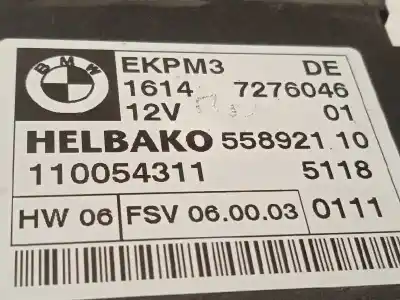 BMW
EKPM3 DE
1614 7276046
12V 01
HELBAKO 558921.10
110054311 5118
HW 06 FSV 06.00.03 0111